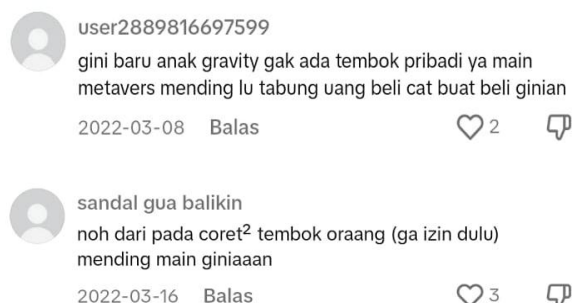 user2889816697599
gini baru anak gravity gak ada tembok pribadi ya main
metavers mending lu tabung uang beli cat buat beli ginian
2022-03-08 Balas 2
sandal gua balikin
noh dari pada coret² tembok oraang (ga izin dulu)
mending main giniaaan
2022-03-16 Balas 3